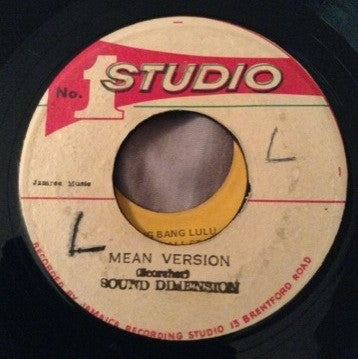 No. 1 STUDIO
Jamrec Music
L
L
BANG LULU
MEAN VERSION
(Scorcher)
SOUND DIMENSION
RECORDED BY JAMAICA RECORDING STUDIO 13 BRENTFORD ROAD